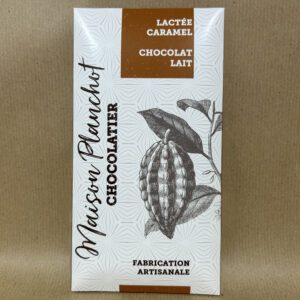 LACTÉE
CARAMEL
CHOCOLAT
LAIT
Maison Planchot
CHOCOLATIER
FABRICATION
ARTISANALE